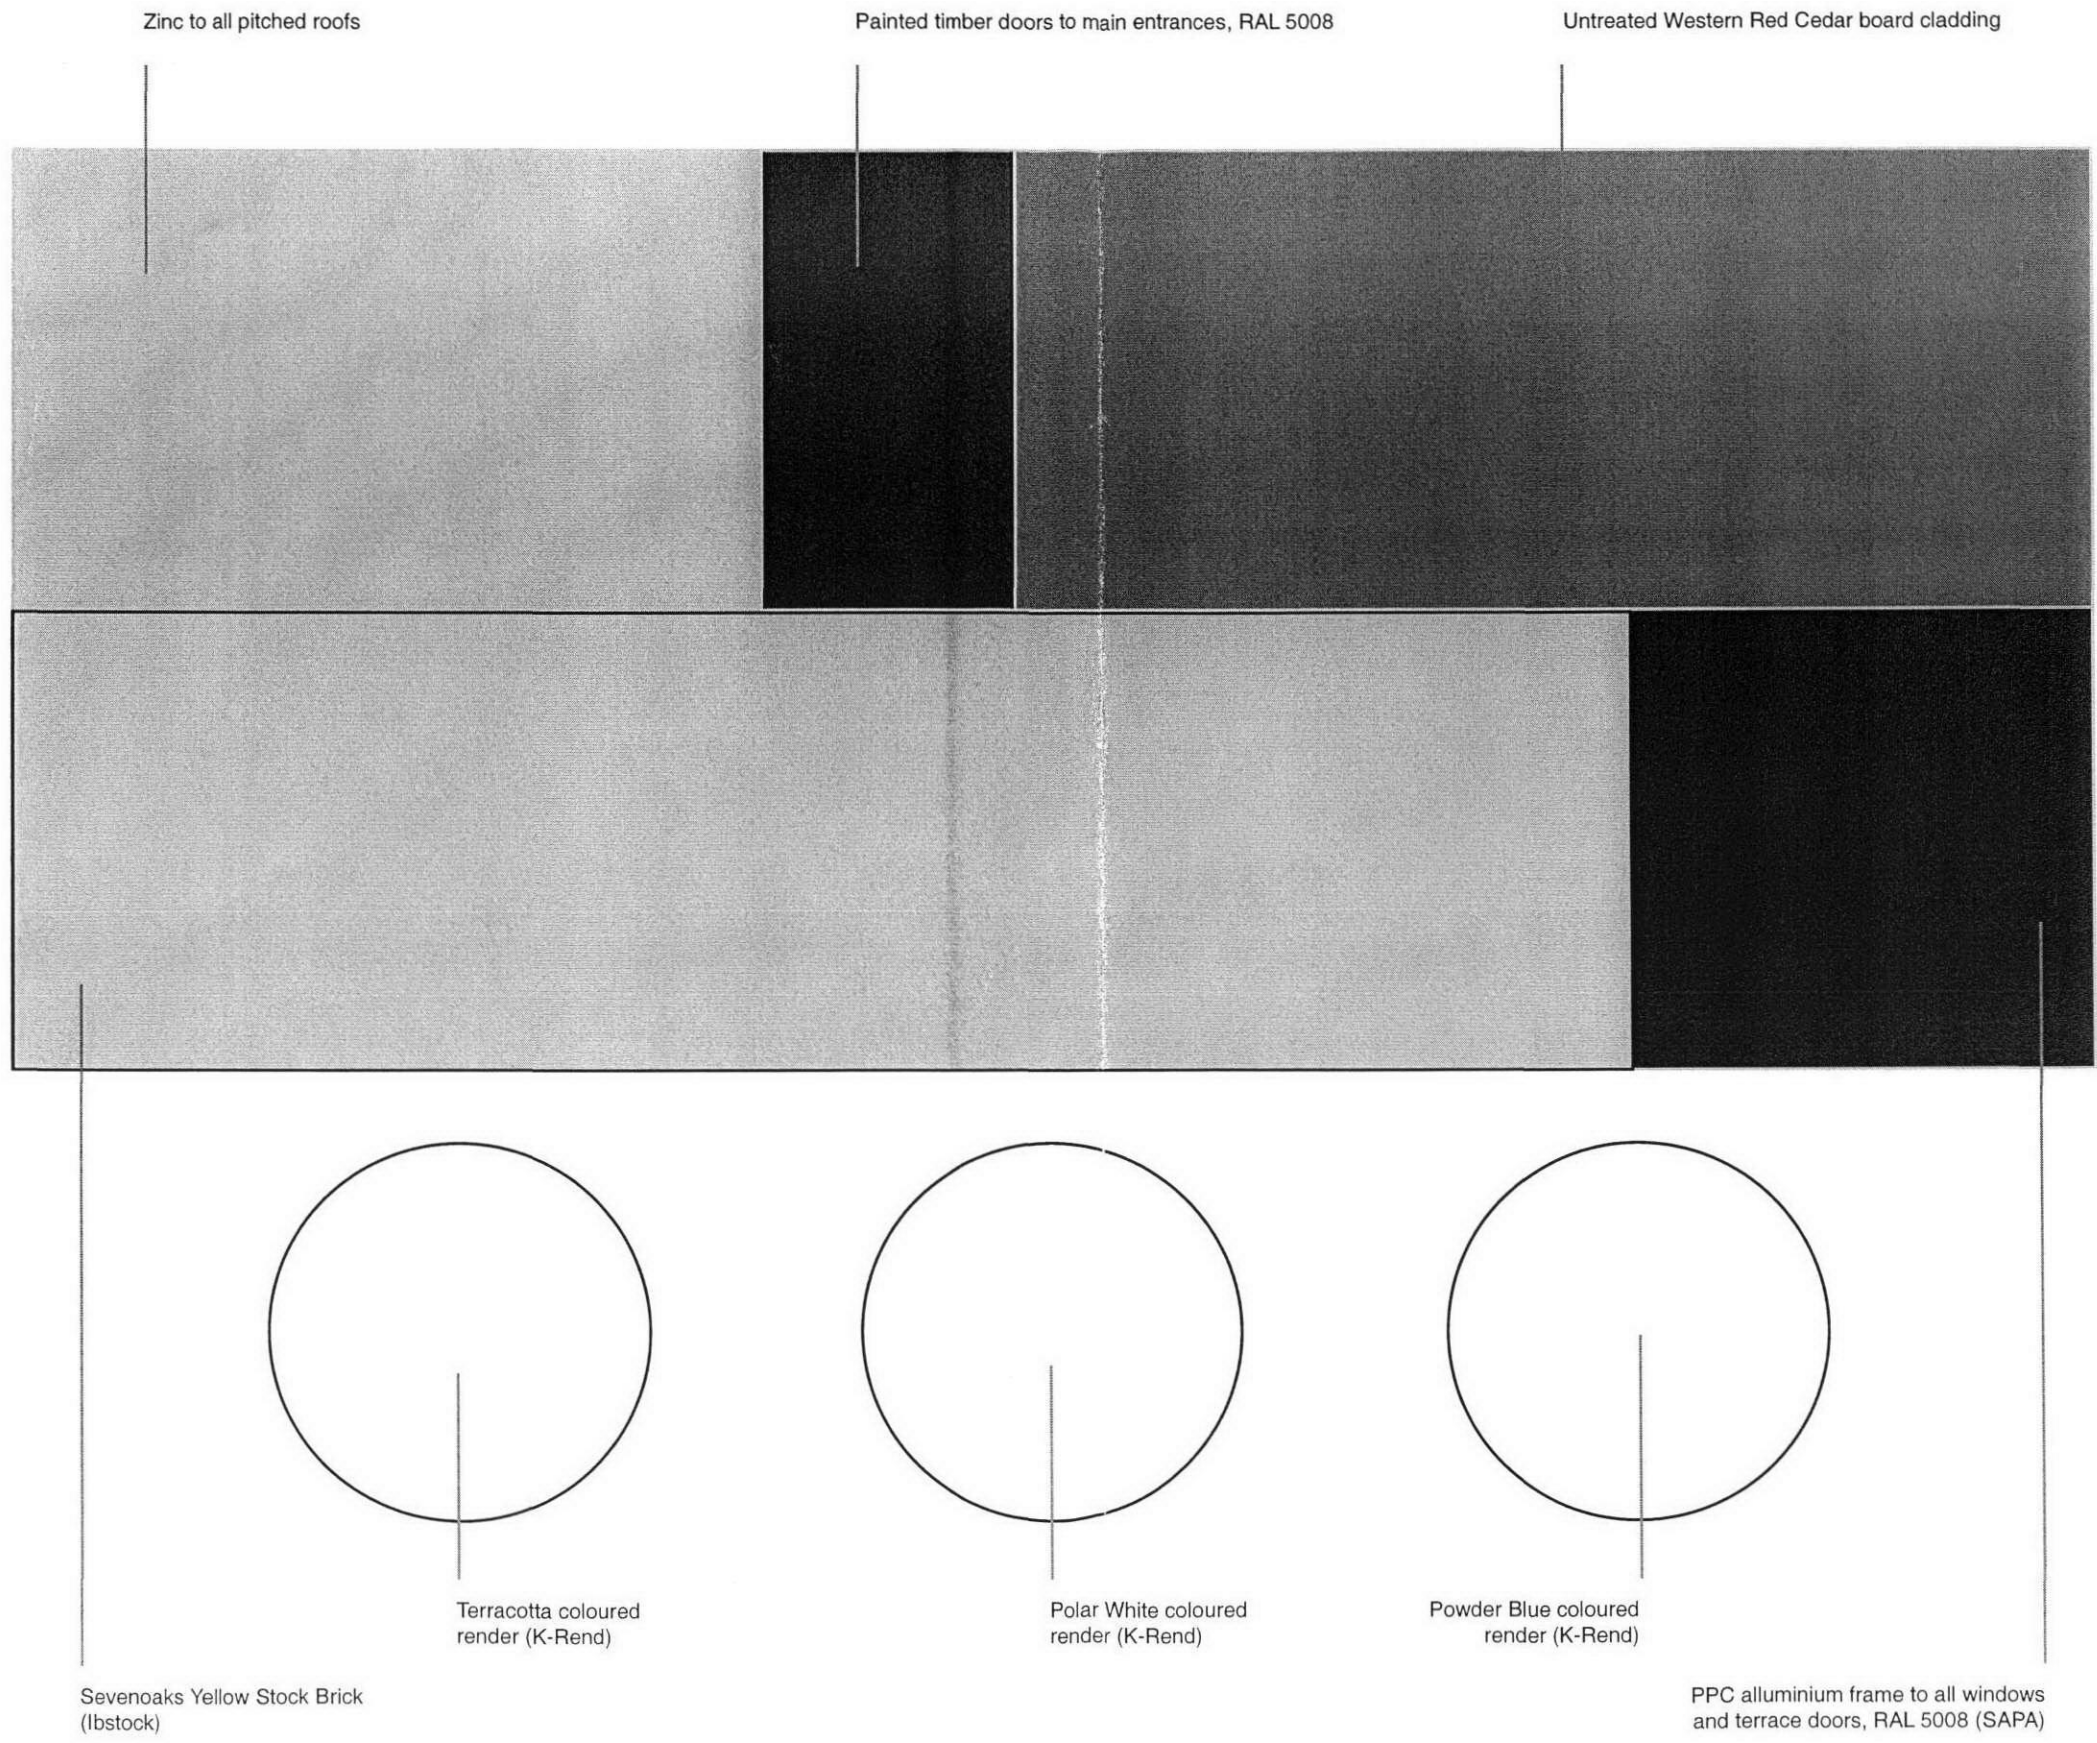 Zinc to all pitched roofs
Painted timber doors to main entrances, RAL 5008
Untreated Western Red Cedar board cladding
Terracotta coloured
render (K-Rend)
Polar White coloured
render (K-Rend)
Powder Blue coloured
render (K-Rend)
Sevenoaks Yellow Stock Brick
(Ibstock)
PPC alluminium frame to all windows
and terrace doors, RAL 5008 (SAPA)